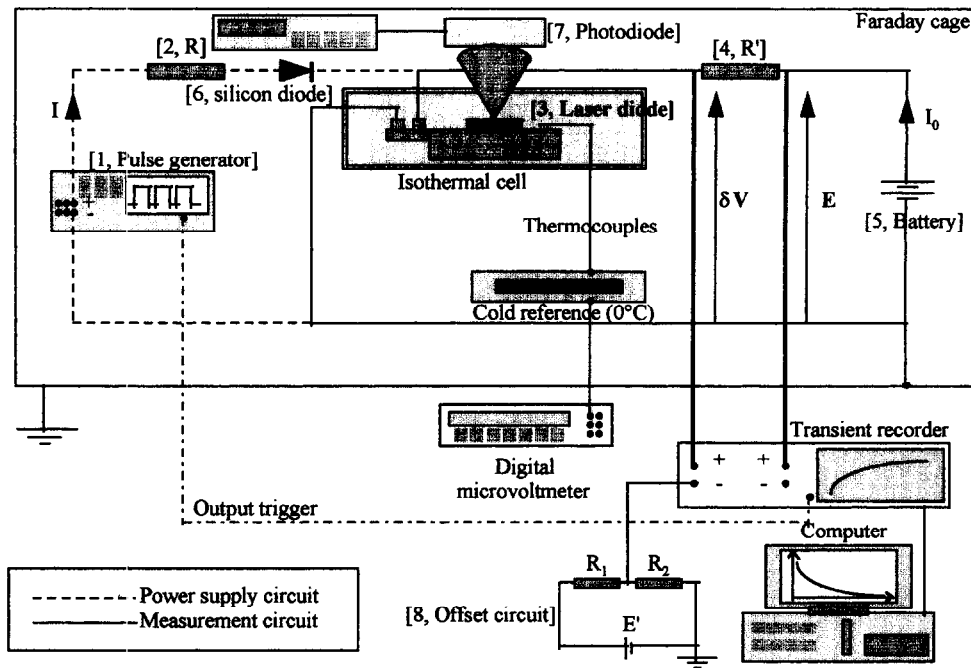 Faraday cage
[7, Photodiode]
[2, R]
[4, R']
[6, silicon diode]
[3, Laser diode]
I
I₀
[1, Pulse generator]
+
-
Isothermal cell
δV
E
[5, Battery]
Thermocouples
Cold reference (0°C)
Transient recorder
+ +
- -
Digital
microvoltmeter
Output trigger
Computer
R₁ R₂
[8, Offset circuit]
E'
Power supply circuit
Measurement circuit